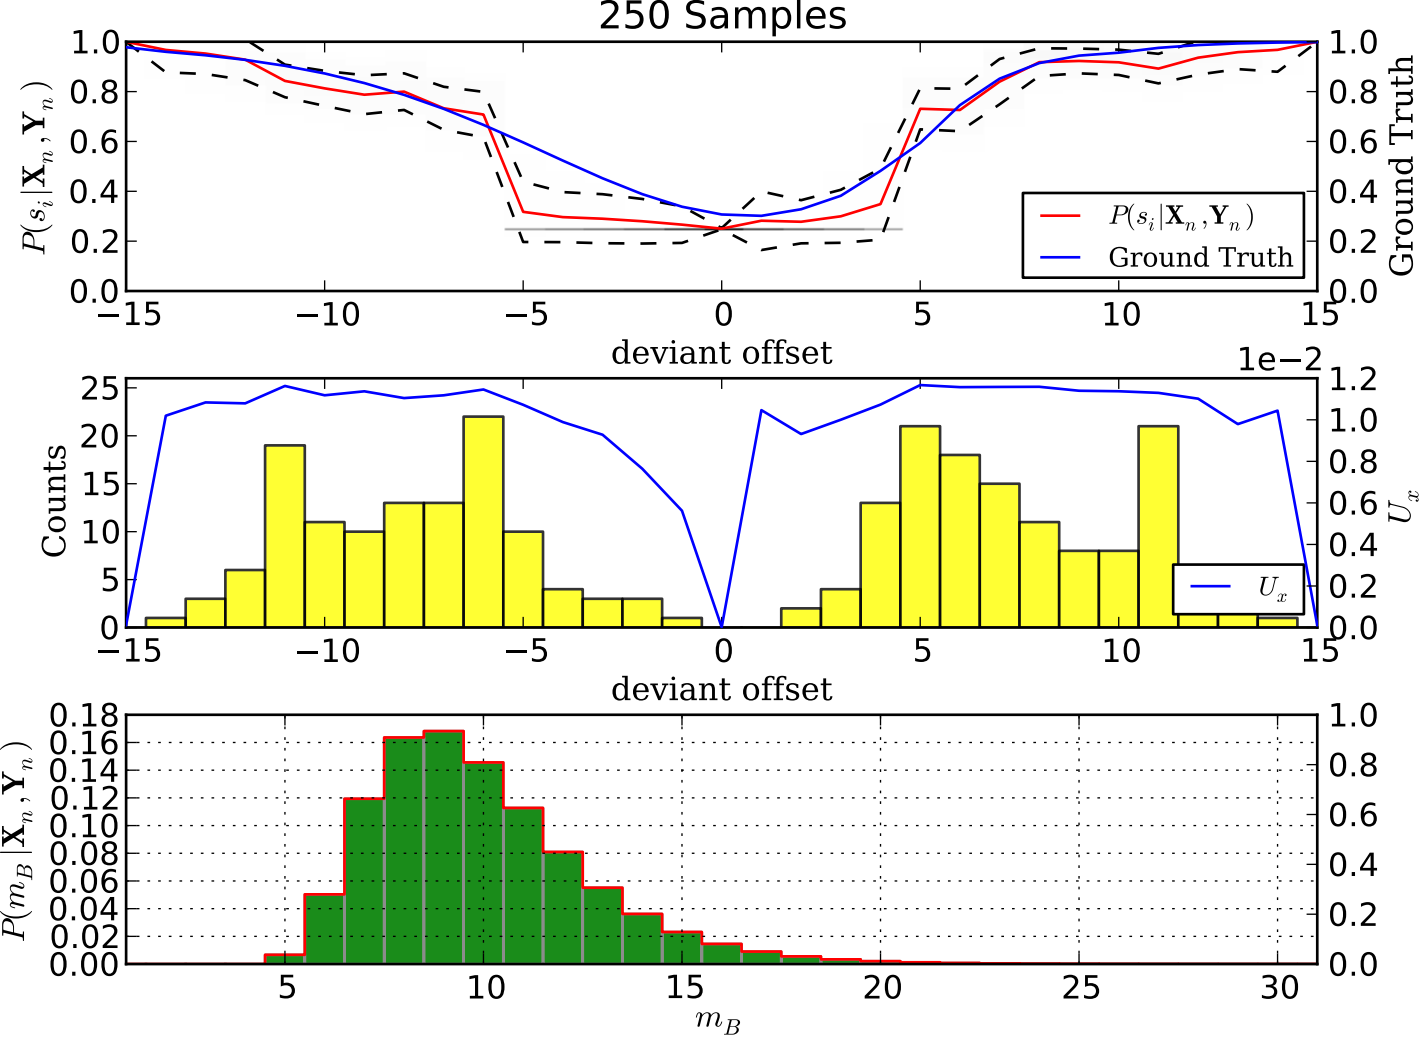 250 Samples
1.0
0.8
0.6
0.4
0.2
0.0
P(s_i|X_n,Y_n)
1.0
0.8
0.6
0.4
0.2
0.0
Ground Truth
P(s_i|X_n,Y_n)
Ground Truth
−15 −10 −5 0 5 10 15
deviant offset
1e−2
25
20
15
10
5
0
Counts
1.2
1.0
0.8
0.6
0.4
0.2
0.0
U_x
U_x
−15 −10 −5 0 5 10 15
deviant offset
0.18
0.16
0.14
0.12
0.10
0.08
0.06
0.04
0.02
0.00
P(m_B|X_n,Y_n)
1.0
0.8
0.6
0.4
0.2
0.0
5 10 15 20 25 30
m_B